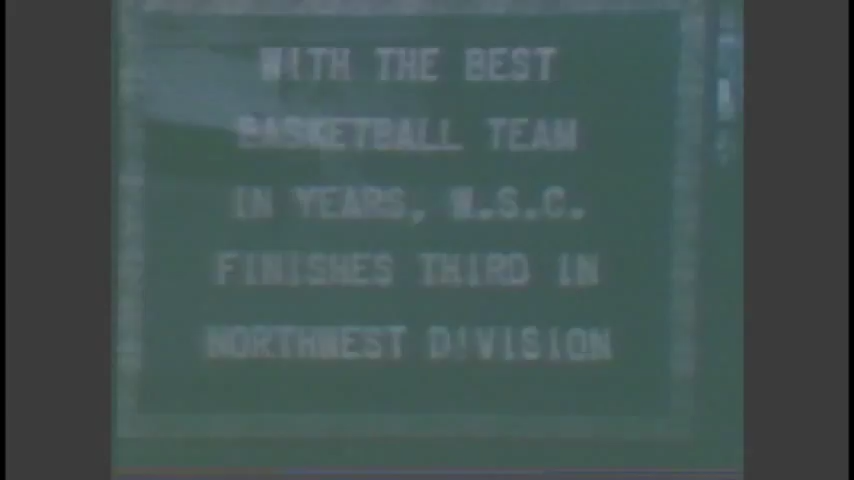 WITH THE BEST
BASKETBALL TEAM
IN YEARS, W.S.C.
FINISHES THIRD IN
NORTHWEST DIVISION